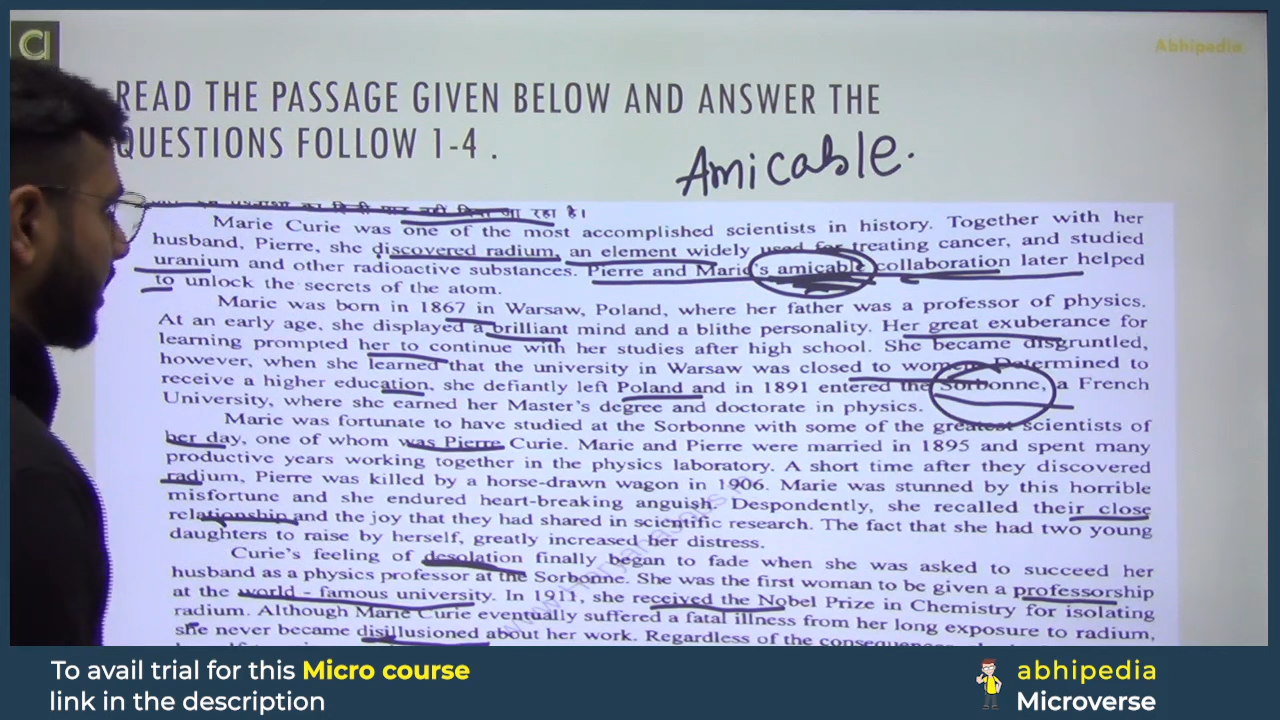 Abhipedia
READ THE PASSAGE GIVEN BELOW AND ANSWER THE
QUESTIONS FOLLOW 1-4 .
Amicable.
जा रहा है।
Marie Curie was one of the most accomplished scientists in history. Together with her
husband, Pierre, she discovered radium, an element widely used for treating cancer, and studied
uranium and other radioactive substances. Pierre and Marie's amicable collaboration later helped
to unlock the secrets of the atom.
Marie was born in 1867 in Warsaw, Poland, where her father was a professor of physics.
At an early age, she displayed a brilliant mind and a blithe personality. Her great exuberance for
learning prompted her to continue with her studies after high school. She became disgruntled,
however, when she learned that the university in Warsaw was closed to women. Determined to
receive a higher education, she defiantly left Poland and in 1891 entered the Sorbonne, a French
University, where she earned her Master's degree and doctorate in physics.
Marie was fortunate to have studied at the Sorbonne with some of the greatest scientists of
her day, one of whom was Pierre Curie. Marie and Pierre were married in 1895 and spent many
productive years working together in the physics laboratory. A short time after they discovered
radium, Pierre was killed by a horse-drawn wagon in 1906. Marie was stunned by this horrible
misfortune and she endured heart-breaking anguish. Despondently, she recalled their close
relationship and the joy that they had shared in scientific research. The fact that she had two young
daughters to raise by herself, greatly increased her distress.
Curie's feeling of desolation finally began to fade when she was asked to succeed her
husband as a physics professor at the Sorbonne. She was the first woman to be given a professorship
at the world - famous university. In 1911, she received the Nobel Prize in Chemistry for isolating
radium. Although Marie Curie eventually suffered a fatal illness from her long exposure to radium,
she never became disillusioned about her work. Regardless of the
To avail trial for this Micro course
link in the description
abhipedia
Microverse